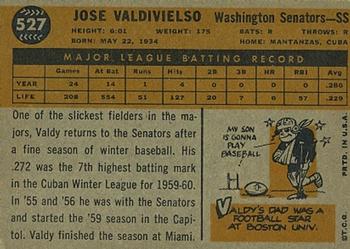 527
JOSE VALDIVIELSO Washington Senators—SS
HEIGHT: 6:01 WEIGHT: 175 BATS: R THROWS: R
BORN: MAY 22, 1934 HOME: MANTANZAS, CUBA
MAJOR LEAGUE BATTING RECORD
Games At Bat Runs Hits 2B 3B HR RBI Avg.
YEAR 24 14 1 4 0 0 0 0 .286
LIFE 208 554 51 127 20 7 6 57 .229
One of the slickest fielders in the ma-
jors, Valdy returns to the Senators after
a fine season of winter baseball. His
.272 was the 7th highest batting mark
in the Cuban Winter League for 1959-60.
In '55 and '56 he was with the Senators
and started the '59 season in the Capi-
tol. Valdy finished the season at Miami.
MY SON
IS GONNA
PLAY
BASEBALL!
VALDY'S DAD WAS A
FOOTBALL STAR
AT BOSTON UNIV.
©T.C.G. PRTD. IN U.S.A.